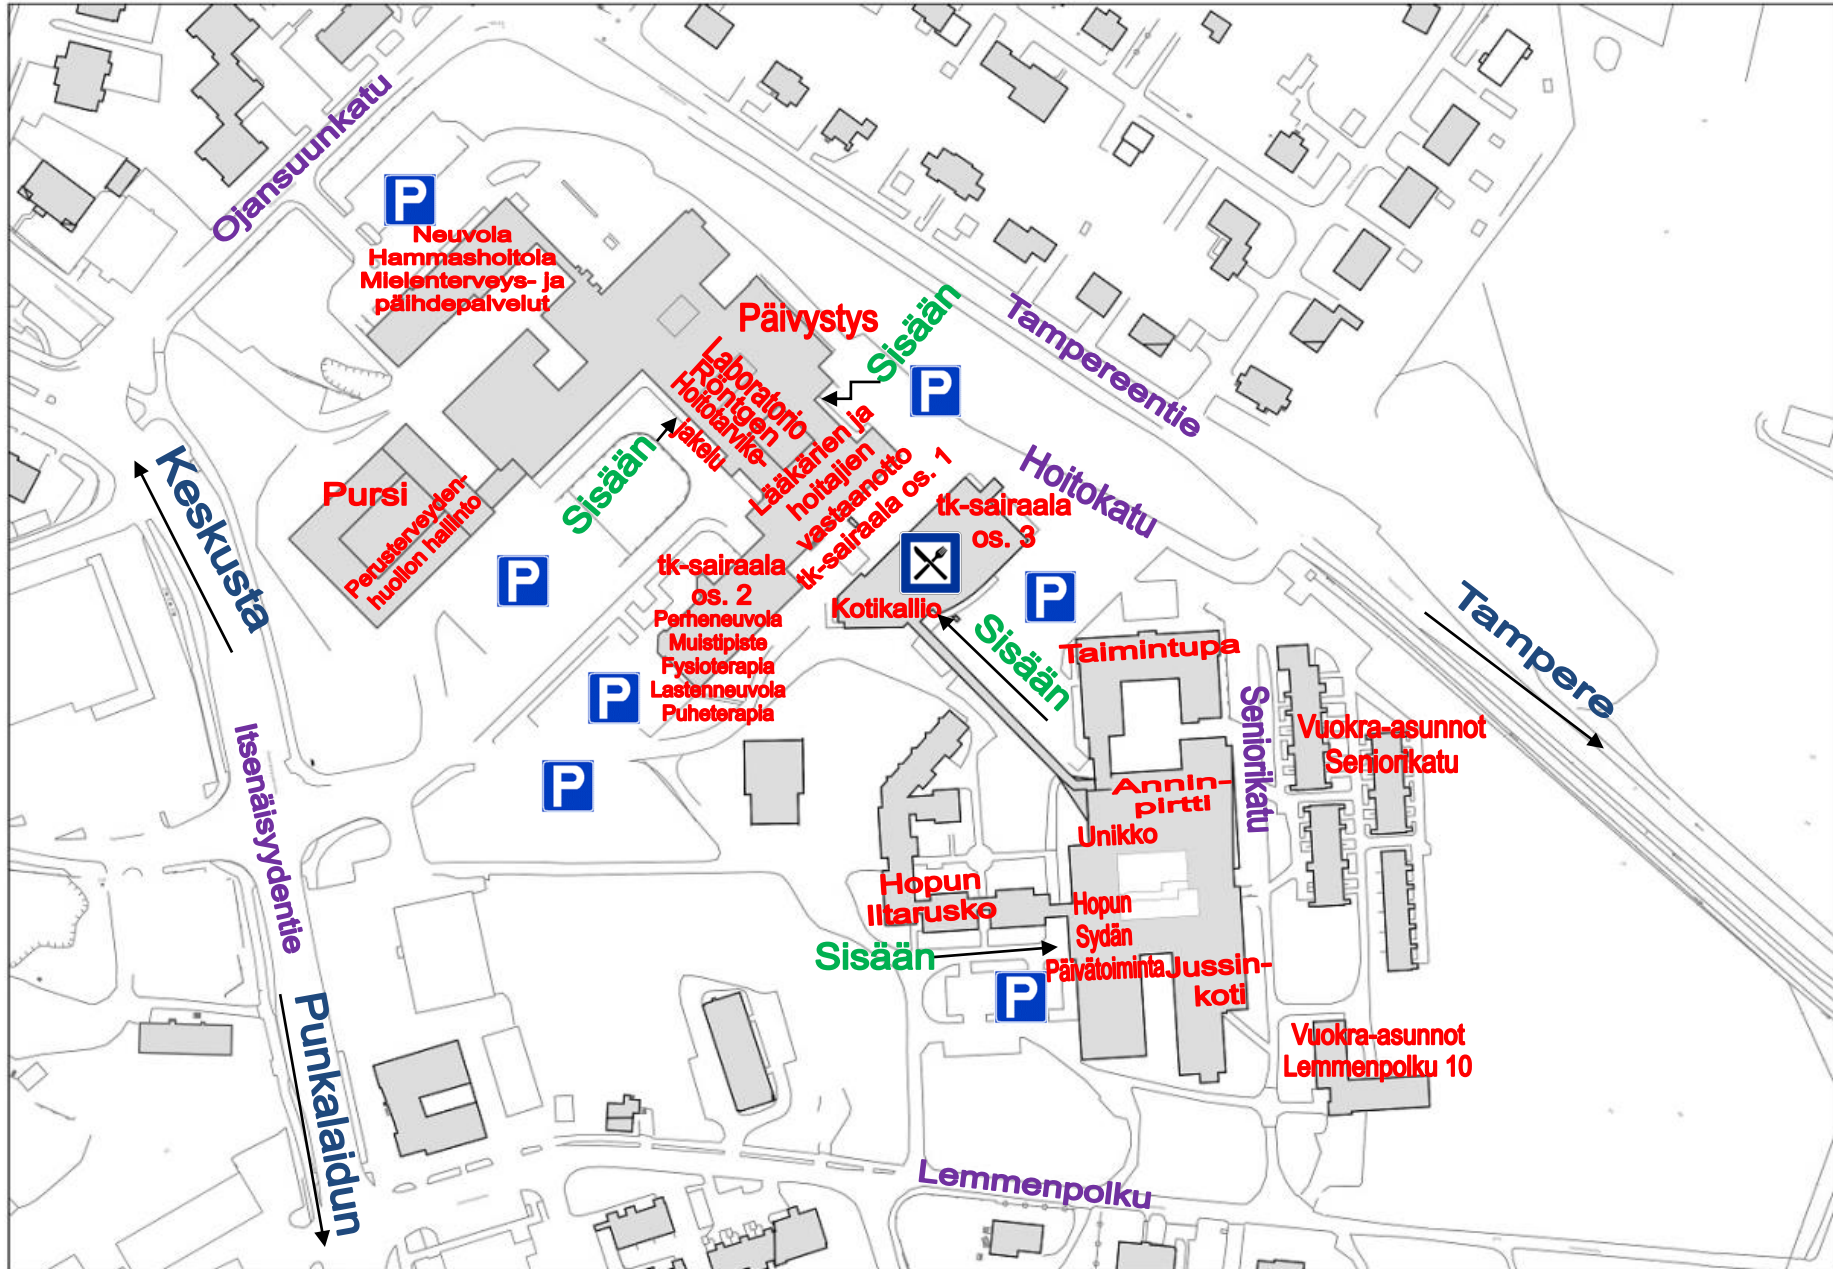 Ojansuunkatu
P
Neuvola
Hammashoitola
Mielenterveys- ja
päihdepalvelut
Päivystys
Sisään
Tampereentie
P
Laboratorio
Röntgen
Hoitotarvike-
jakelu
Sisään
Lääkärien ja
hoitajien
vastaanotto
tk-sairaala os. 1
Hoitokatu
Keskusta
Pursi
Perusterveyden-
huollon hallinto
P
tk-sairaala
os. 3
Kotikallio
P
Sisään
tk-sairaala
os. 2
Perheneuvola
Muistipiste
Fysioterapia
Lastenneuvola
Puheterapia
P
P
Tampere
Taimintupa
Seniorikatu
Vuokra-asunnot
Seniorikatu
Itsenäisyydentie
Annin-
pirtti
Unikko
Hopun
Iltarusko
Hopun
Sydän
Päivätoiminta
Sisään
P
Jussin-
koti
Vuokra-asunnot
Lemmenpolku 10
Punkalaidun
Lemmenpolku